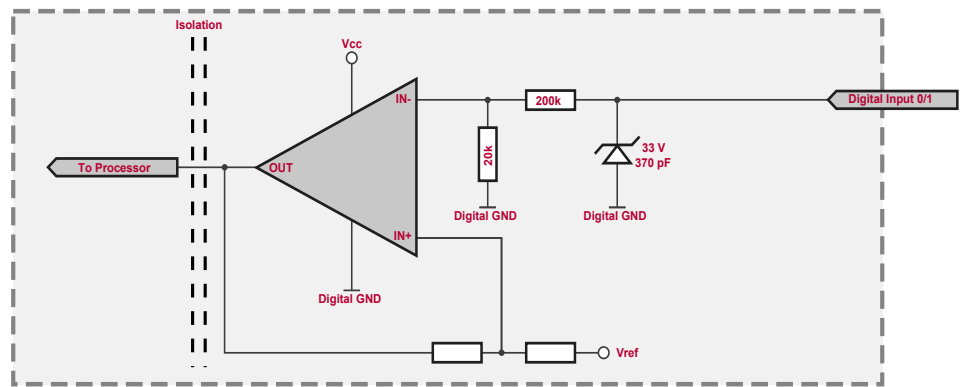 Isolation
Vcc
IN-
200k
Digital Input 0/1
20k
33 V
370 pF
To Processor
OUT
Digital GND
Digital GND
IN+
Digital GND
Vref